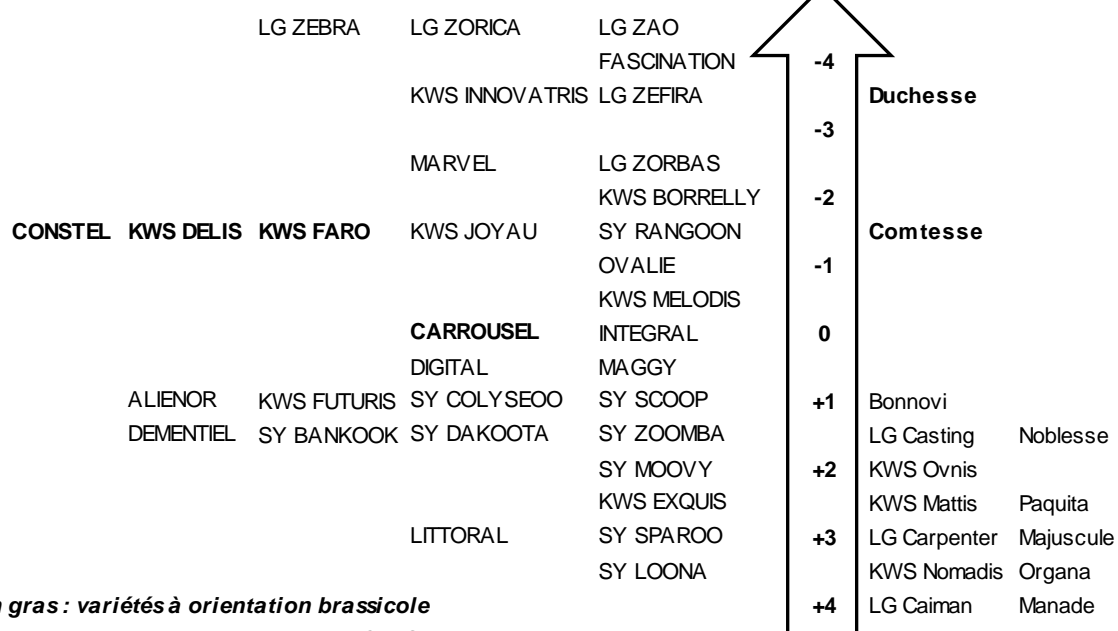 LG ZEBRA LG ZORICA LG ZAO
FASCINATION -4
KWS INNOVATRIS LG ZEFIRA Duchesse
-3
MARVEL LG ZORBAS
KWS BORRELLY -2
CONSTEL KWS DELIS KWS FARO KWS JOYAU SY RANGOON Comtesse
OVALIE -1
KWS MELODIS
CARROUSEL INTEGRAL 0
DIGITAL MAGGY
ALIENOR KWS FUTURIS SY COLYSEOO SY SCOOP +1 Bonnovi
DEMENTIEL SY BANKOOK SY DAKOOTA SY ZOOMBA LG Casting Noblesse
SY MOOVY +2 KWS Ovnis
KWS EXQUIS KWS Mattis Paquita
LITTORAL SY SPAROO +3 LG Carpenter Majuscule
SY LOONA KWS Nomadis Organa
gras : variétés à orientation brassicole +4 LG Caiman Manade